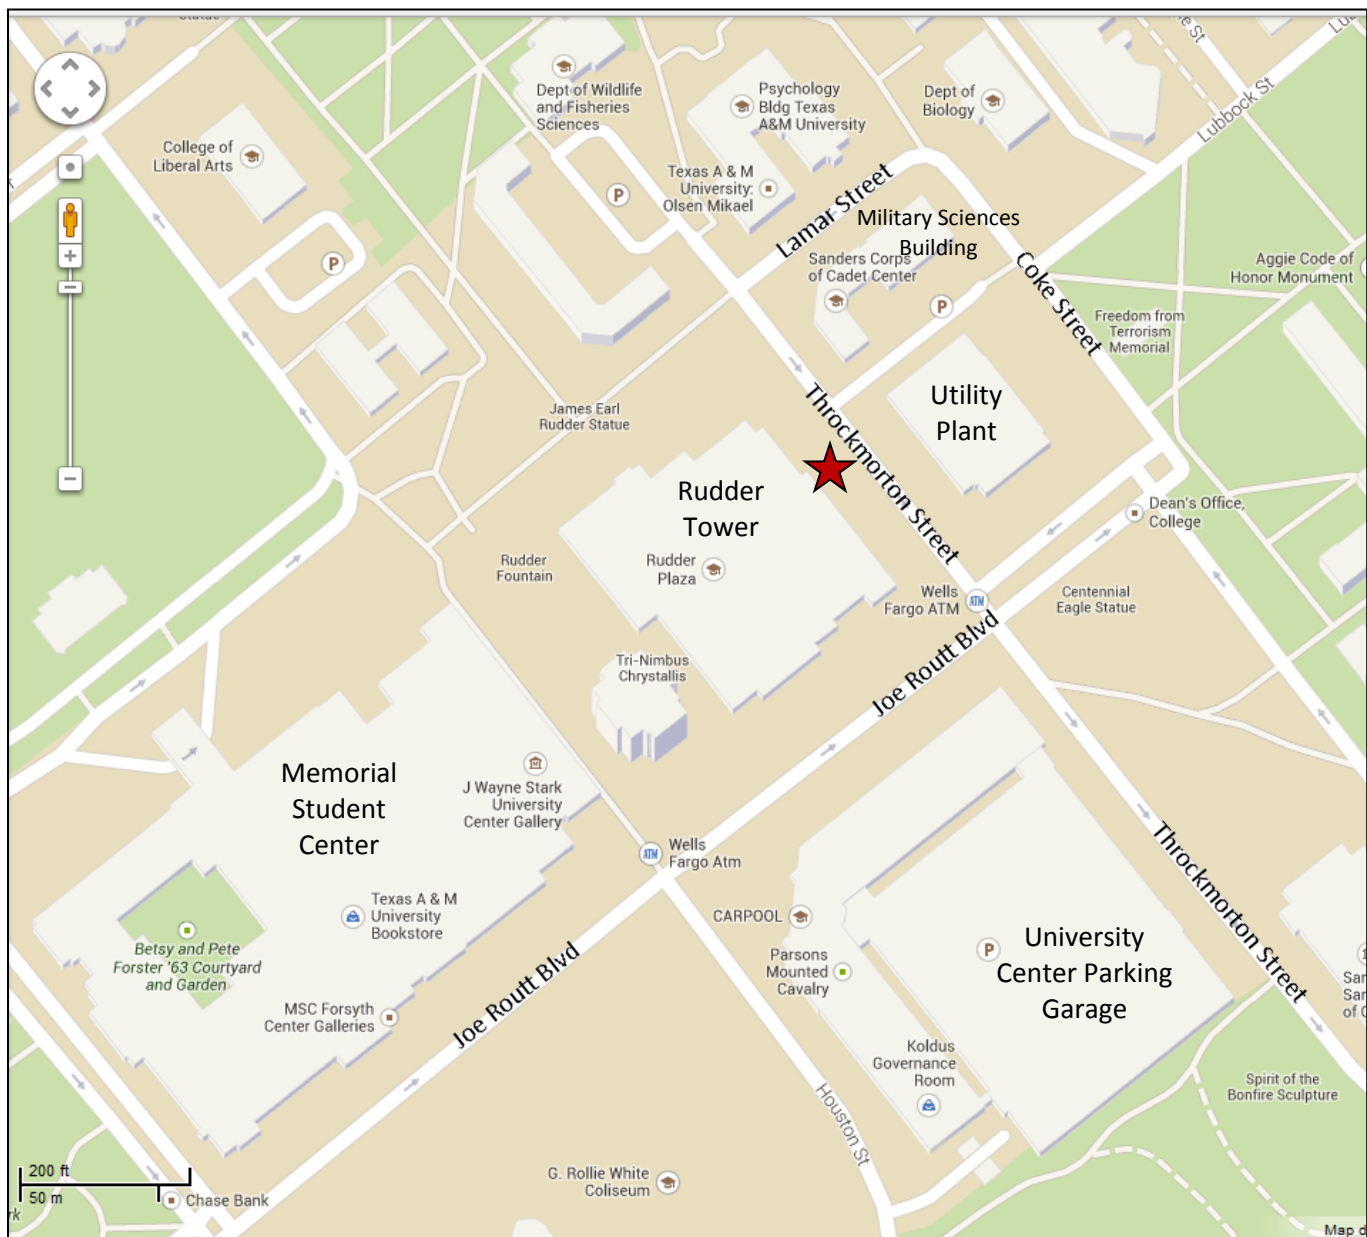 Status
ne St
Lubbock St
Dept of Wildlife
and Fisheries
Sciences
Psychology
Bldg Texas
A&M University
Dept of
Biology
College of
Liberal Arts
P
Texas A & M
University:
Olsen Mikael
Lamar Street
Military Sciences
Building
Sanders Corps
of Cadet Center
P
P
Coke Street
Aggie Code of
Honor Monument
Freedom from
Terrorism
Memorial
Utility
Plant
James Earl
Rudder Statue
Throckmorton Street
Rudder
Tower
Rudder
Plaza
Rudder
Fountain
Dean's Office,
College
Wells
Fargo ATM
ATM
Centennial
Eagle Statue
Joe Routt Blvd
Tri-Nimbus
Chrystallis
Memorial
Student
Center
J Wayne Stark
University
Center Gallery
ATM
Wells
Fargo Atm
Throckmorton Street
Texas A & M
University
Bookstore
CARPOOL
Betsy and Pete
Forster '63 Courtyard
and Garden
Joe Routt Blvd
Parsons
Mounted
Cavalry
P
University
Center Parking
Garage
MSC Forsyth
Center Galleries
Koldus
Governance
Room
Houston St
Spirit of the
Bonfire Sculpture
200 ft
50 m
Chase Bank
G. Rollie White
Coliseum
Map d